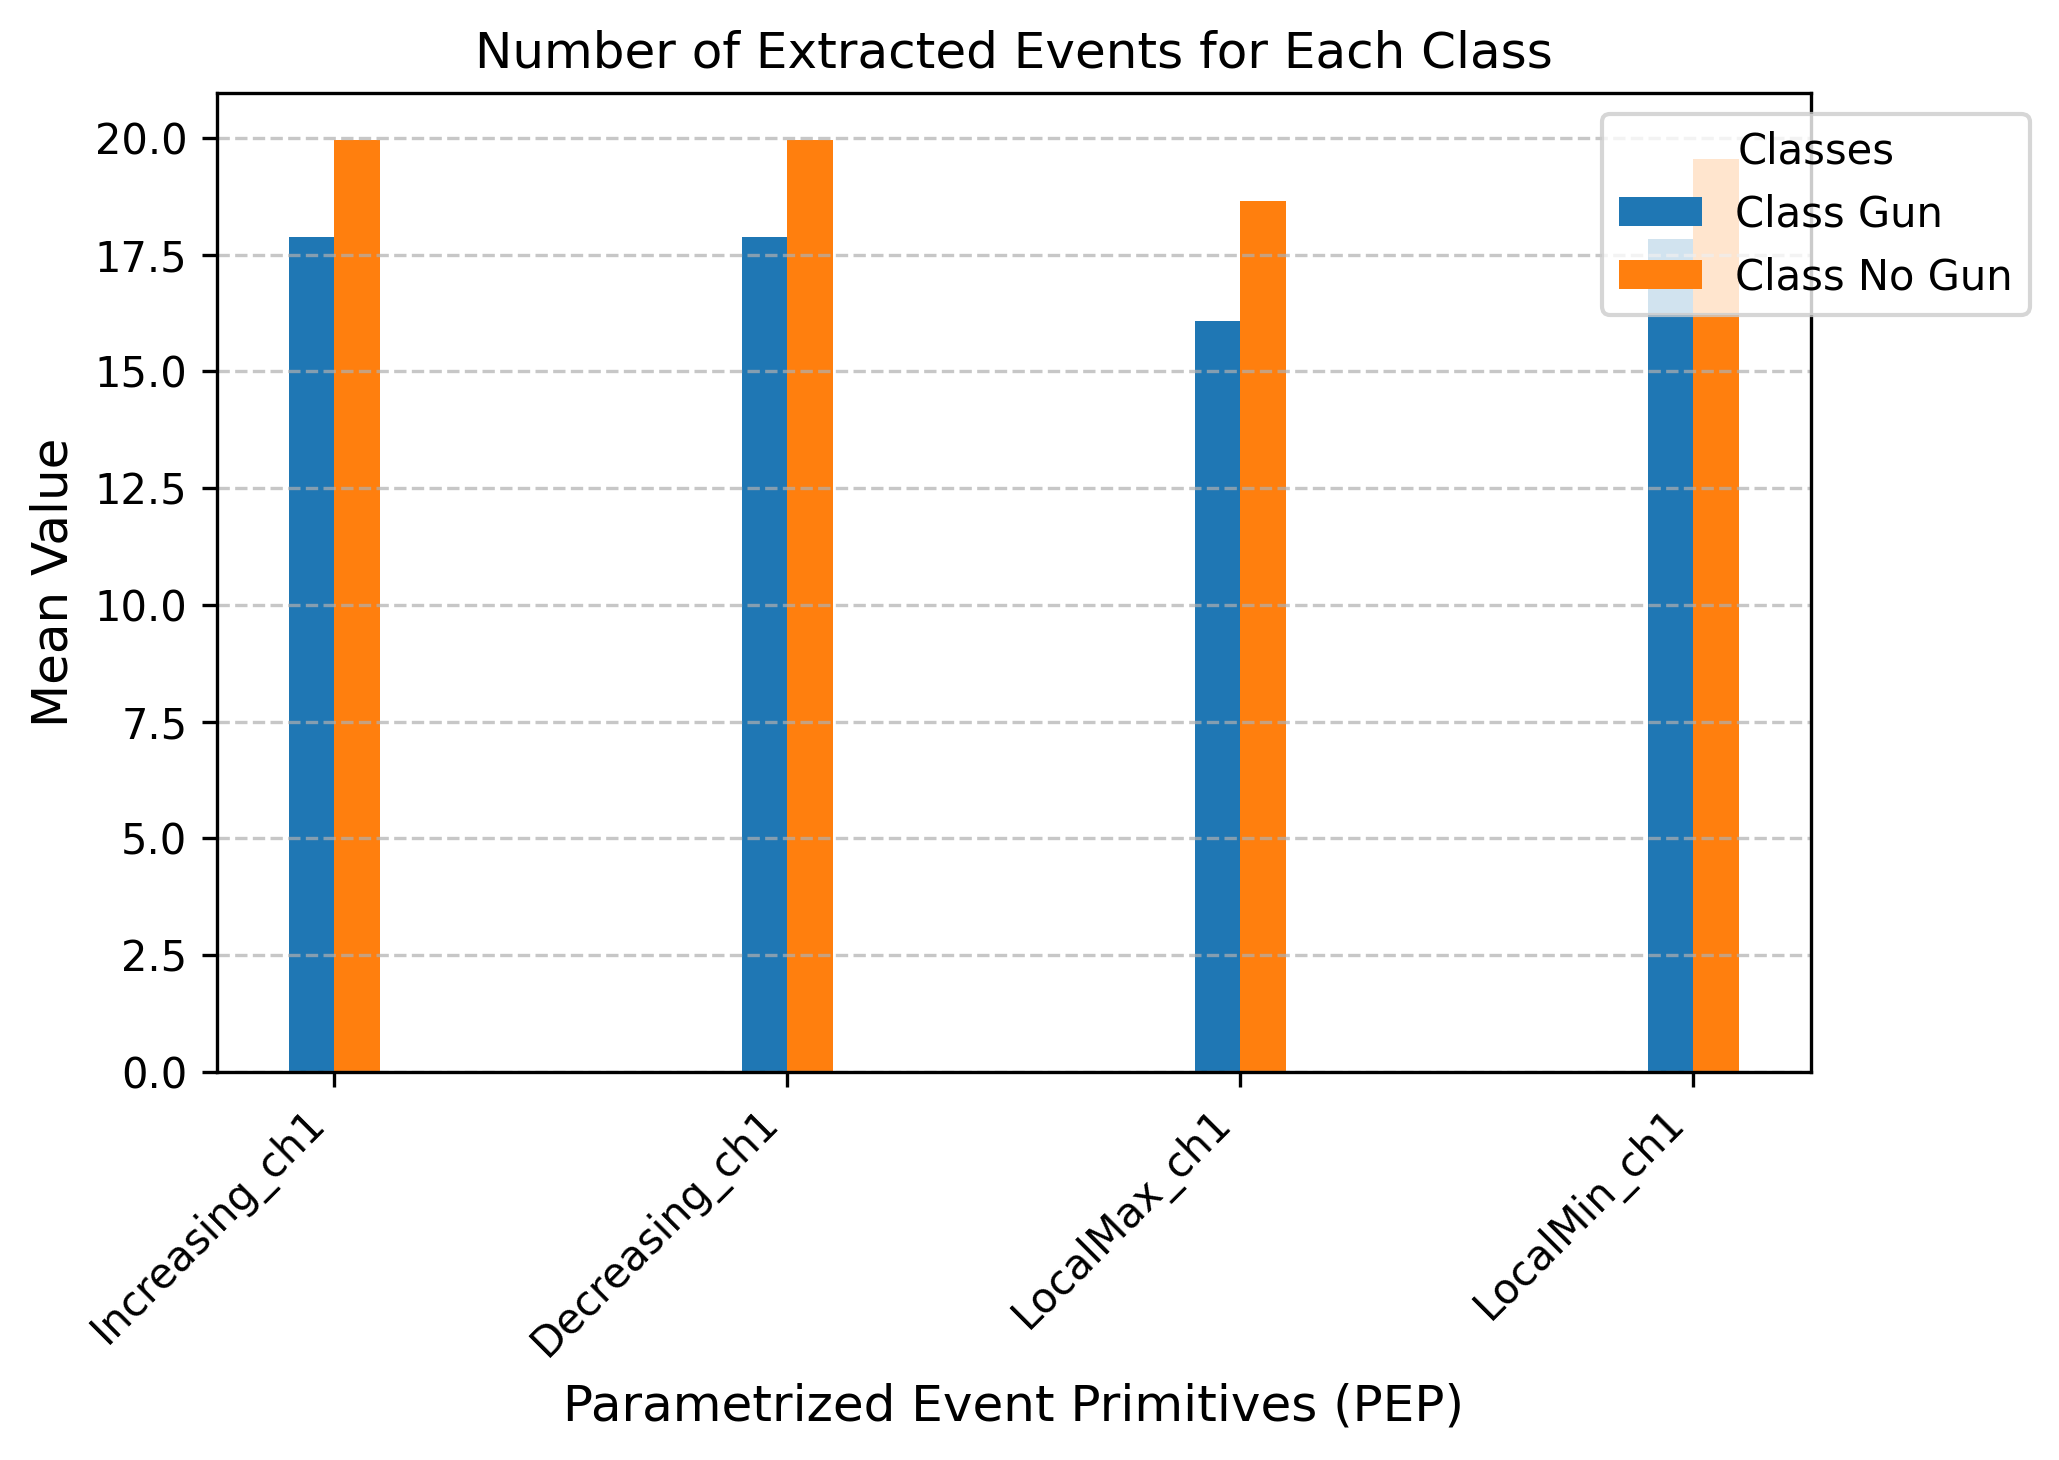 Number of Extracted Events for Each Class
Classes
Class Gun
Class No Gun
Mean Value
20.0
17.5
15.0
12.5
10.0
7.5
5.0
2.5
0.0
Increasing_ch1
Decreasing_ch1
LocalMax_ch1
LocalMin_ch1
Parametrized Event Primitives (PEP)